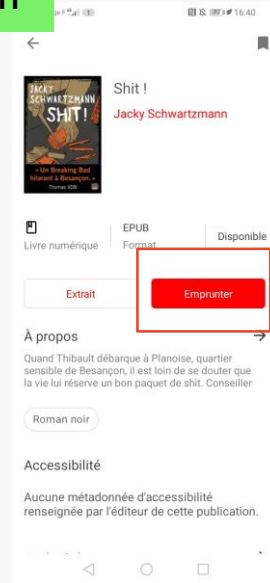 16:40
Shit !
Jacky Schwartzmann
JACKY
SCHWARTZMANN
SHIT!
« Un Breaking Bad
hilarant à Besançon. »
Thomas VDB
Livre numérique
EPUB
Format
Disponible
Extrait
Emprunter
À propos
Quand Thibault débarque à Planoise, quartier
sensible de Besançon, il est loin de se douter que
la vie lui réserve un bon paquet de shit. Conseiller
Roman noir
Accessibilité
Aucune métadonnée d'accessibilité
renseignée par l'éditeur de cette publication.